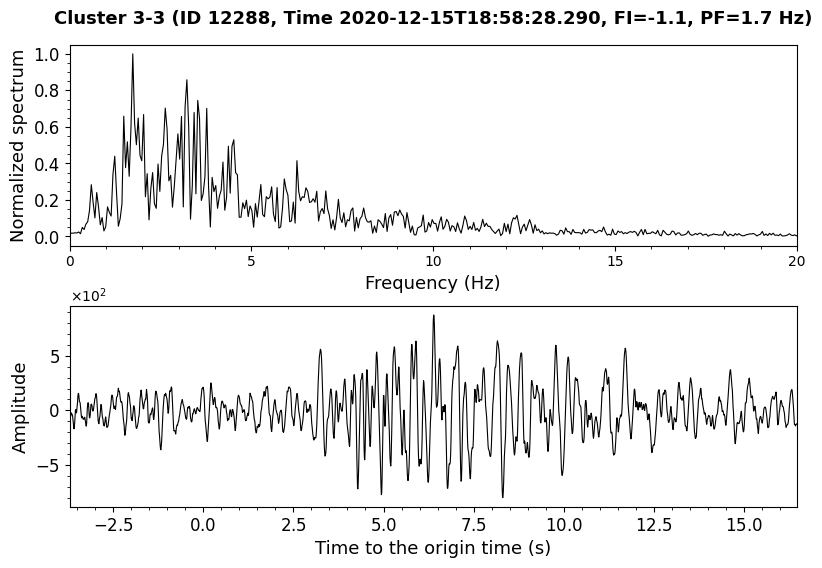 Cluster 3-3 (ID 12288, Time 2020-12-15T18:58:28.290, FI=-1.1, PF=1.7 Hz)
1.0
0.8
0.6
0.4
0.2
0.0
Normalized spectrum
0 5 10 15 20
Frequency (Hz)
×10²
5
0
−5
Amplitude
−2.5 0.0 2.5 5.0 7.5 10.0 12.5 15.0
Time to the origin time (s)